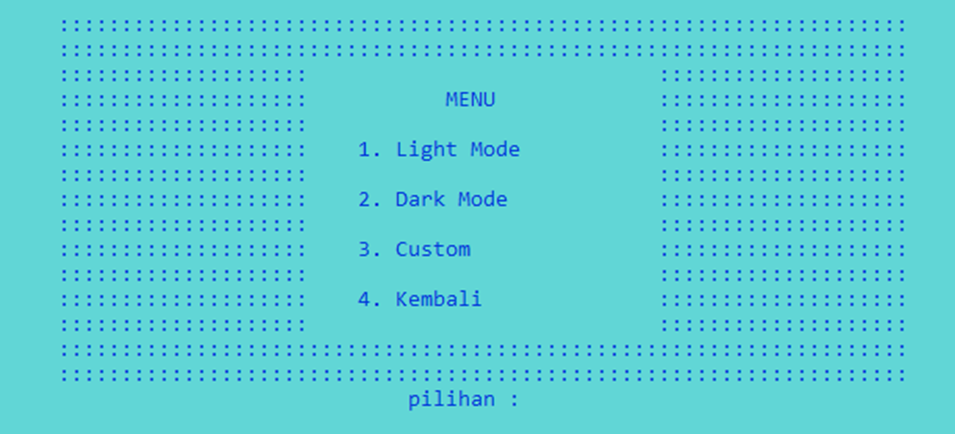 MENU
1. Light Mode
2. Dark Mode
3. Custom
4. Kembali
pilihan :